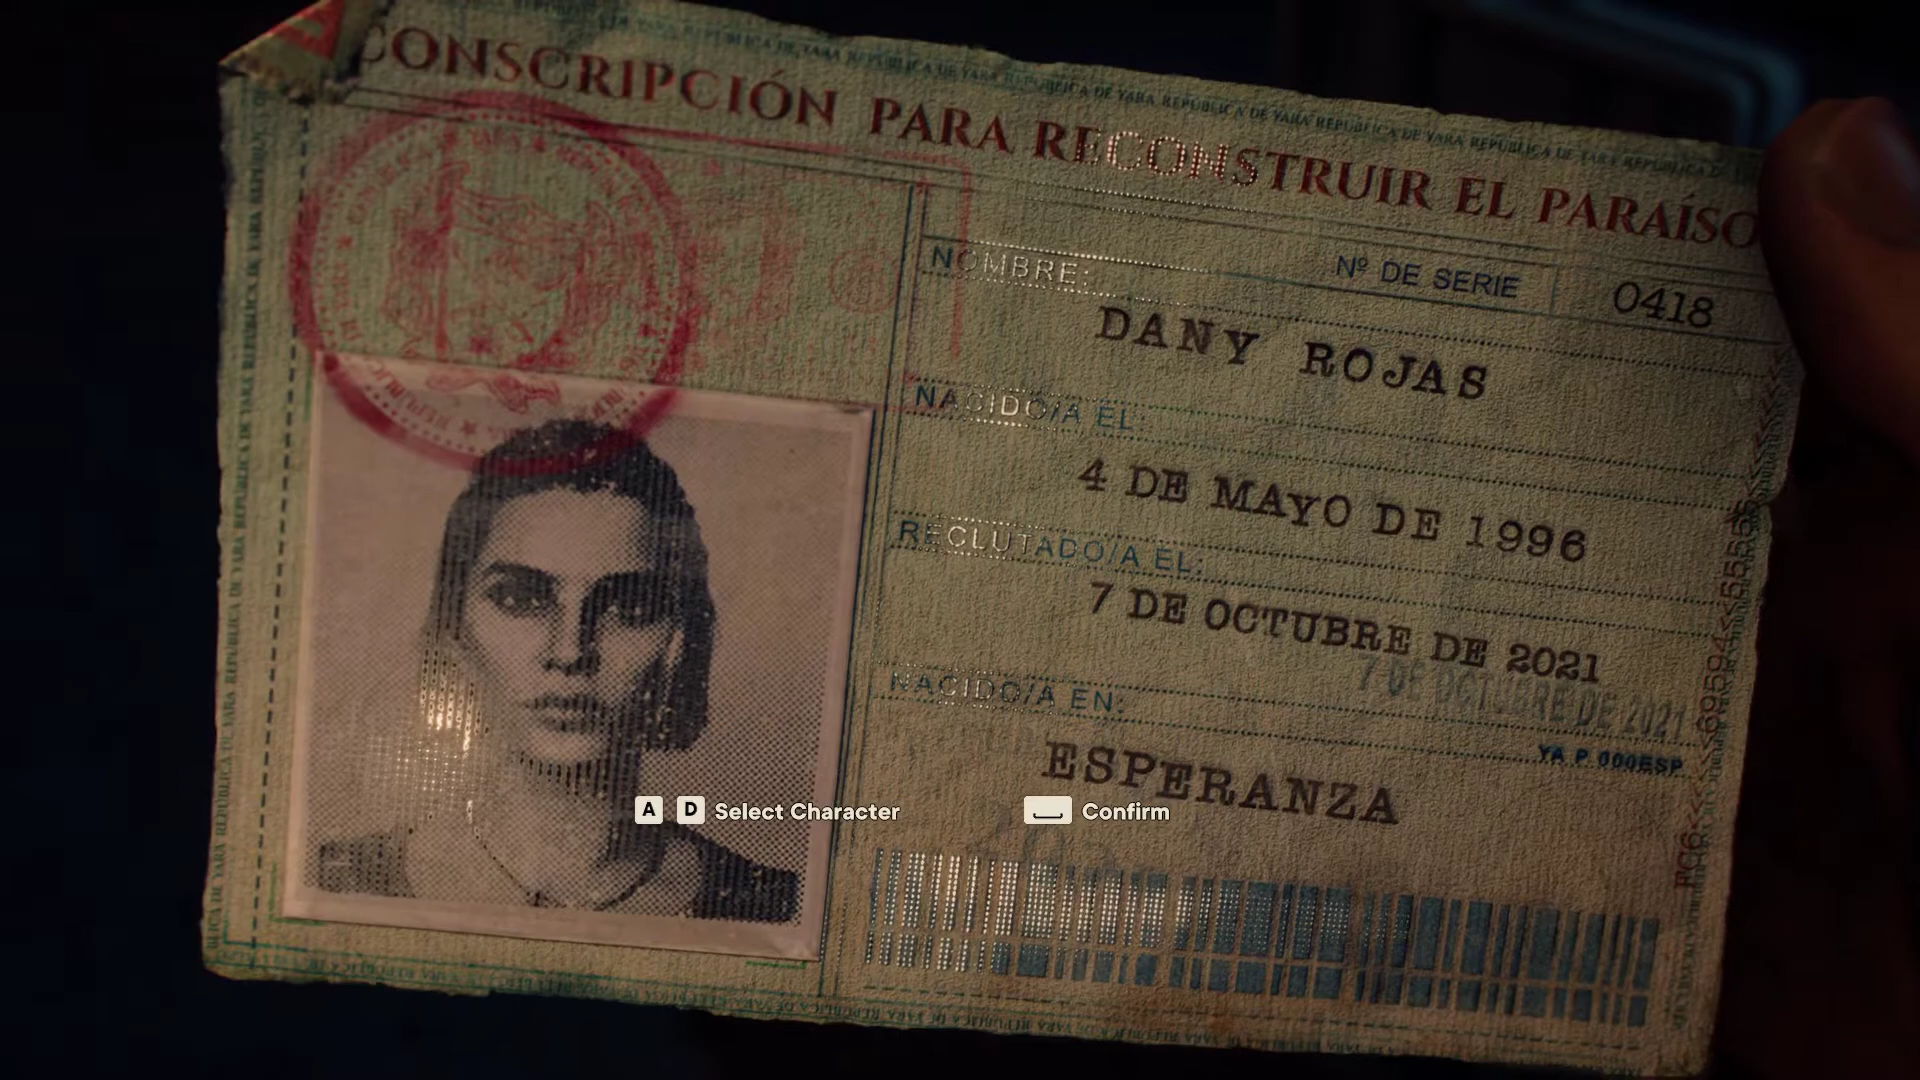 CONSCRIPCIÓN PARA RECONSTRUIR EL PARAÍSO
NOMBRE:
Nº DE SERIE
0418
DANY ROJAS
NACIDO/A EL:
4 DE MAYO DE 1996
RECLUTADO/A EL:
7 DE OCTUBRE DE 2021
7 DE OCTUBRE DE 2021
NACIDO/A EN:
YA P 000ESP
ESPERANZA
A D Select Character
Confirm